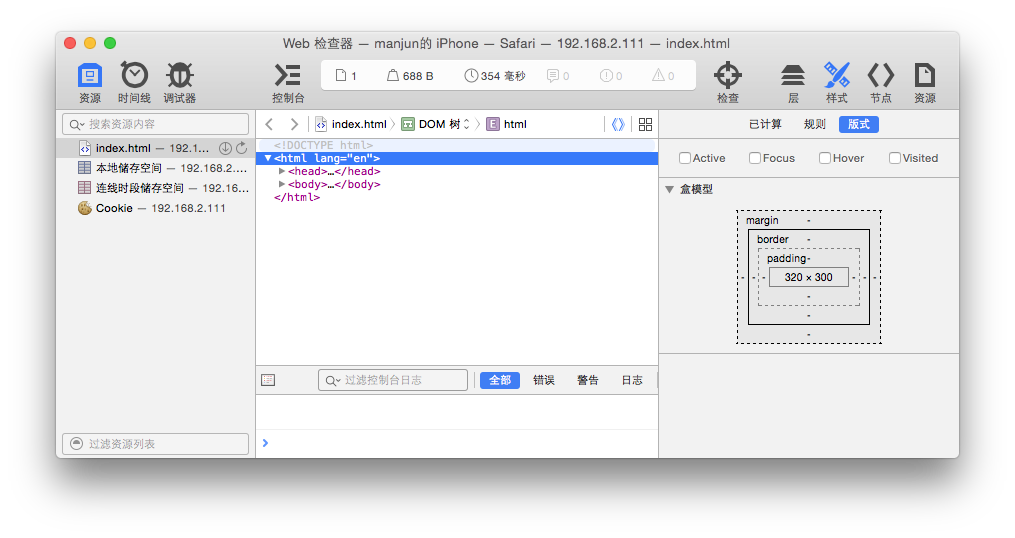 Web 检查器 — manjun的 iPhone — Safari — 192.168.2.111 — index.html
资源 时间线 调试器 控制台 1 688 B 354 毫秒 0 0 0 检查 层 样式 节点 资源
搜索资源内容
index.html — 192.1...
本地储存空间 — 192.168.2....
连线时段储存空间 — 192.16...
Cookie — 192.168.2.111
过滤资源列表
index.html DOM 树 E html
<!DOCTYPE html>
<html lang="en">
<head>…</head>
<body>…</body>
</html>
过滤控制台日志 全部 错误 警告 日志
已计算 规则 版式
Active Focus Hover Visited
盒模型
margin -
border -
padding -
- - - 320 × 300 - - -
-
-
-